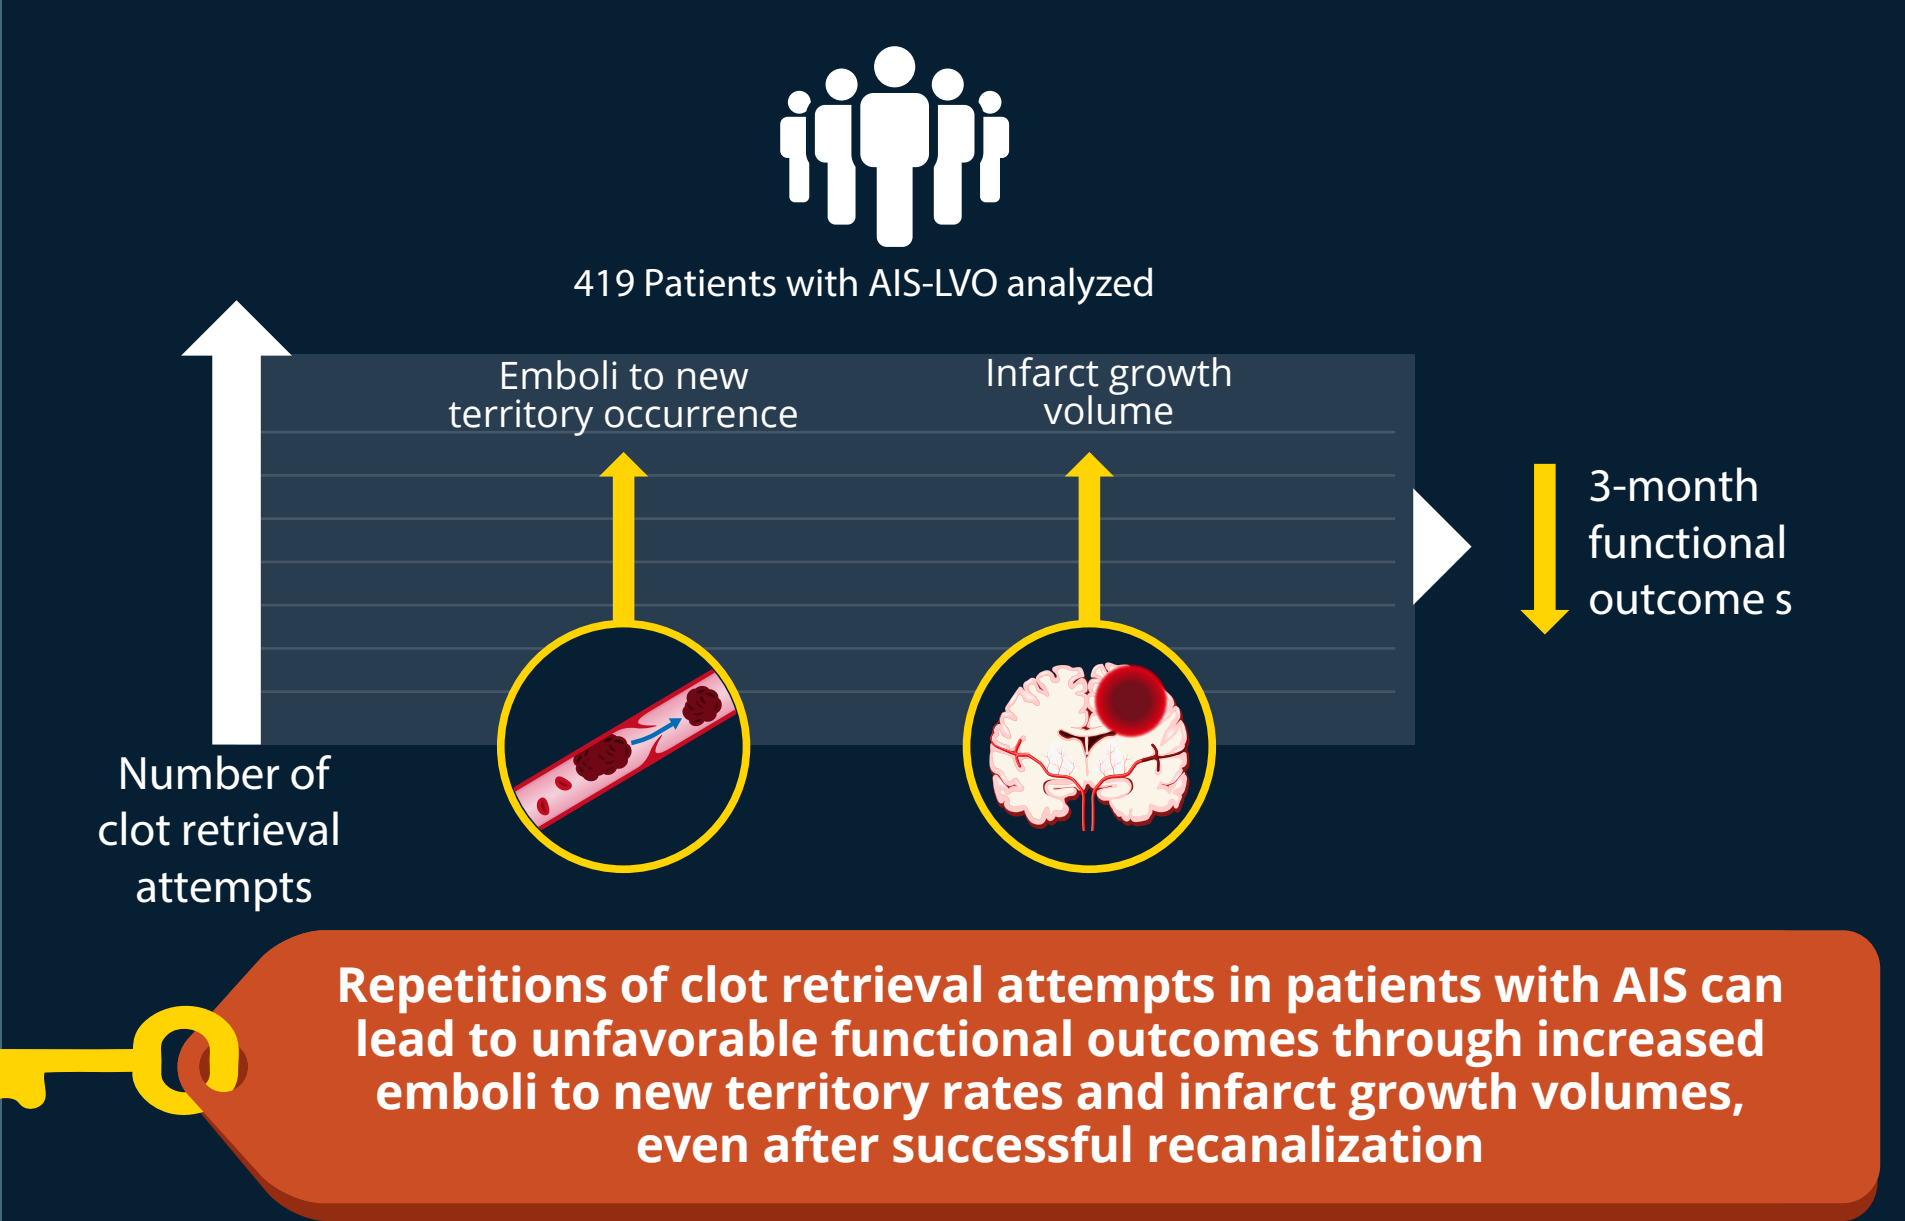 419 Patients with AIS-LVO analyzed
Emboli to new
territory occurrence
Infarct growth
volume
3-month
functional
outcome s
Number of
clot retrieval
attempts
Repetitions of clot retrieval attempts in patients with AIS can
lead to unfavorable functional outcomes through increased
emboli to new territory rates and infarct growth volumes,
even after successful recanalization